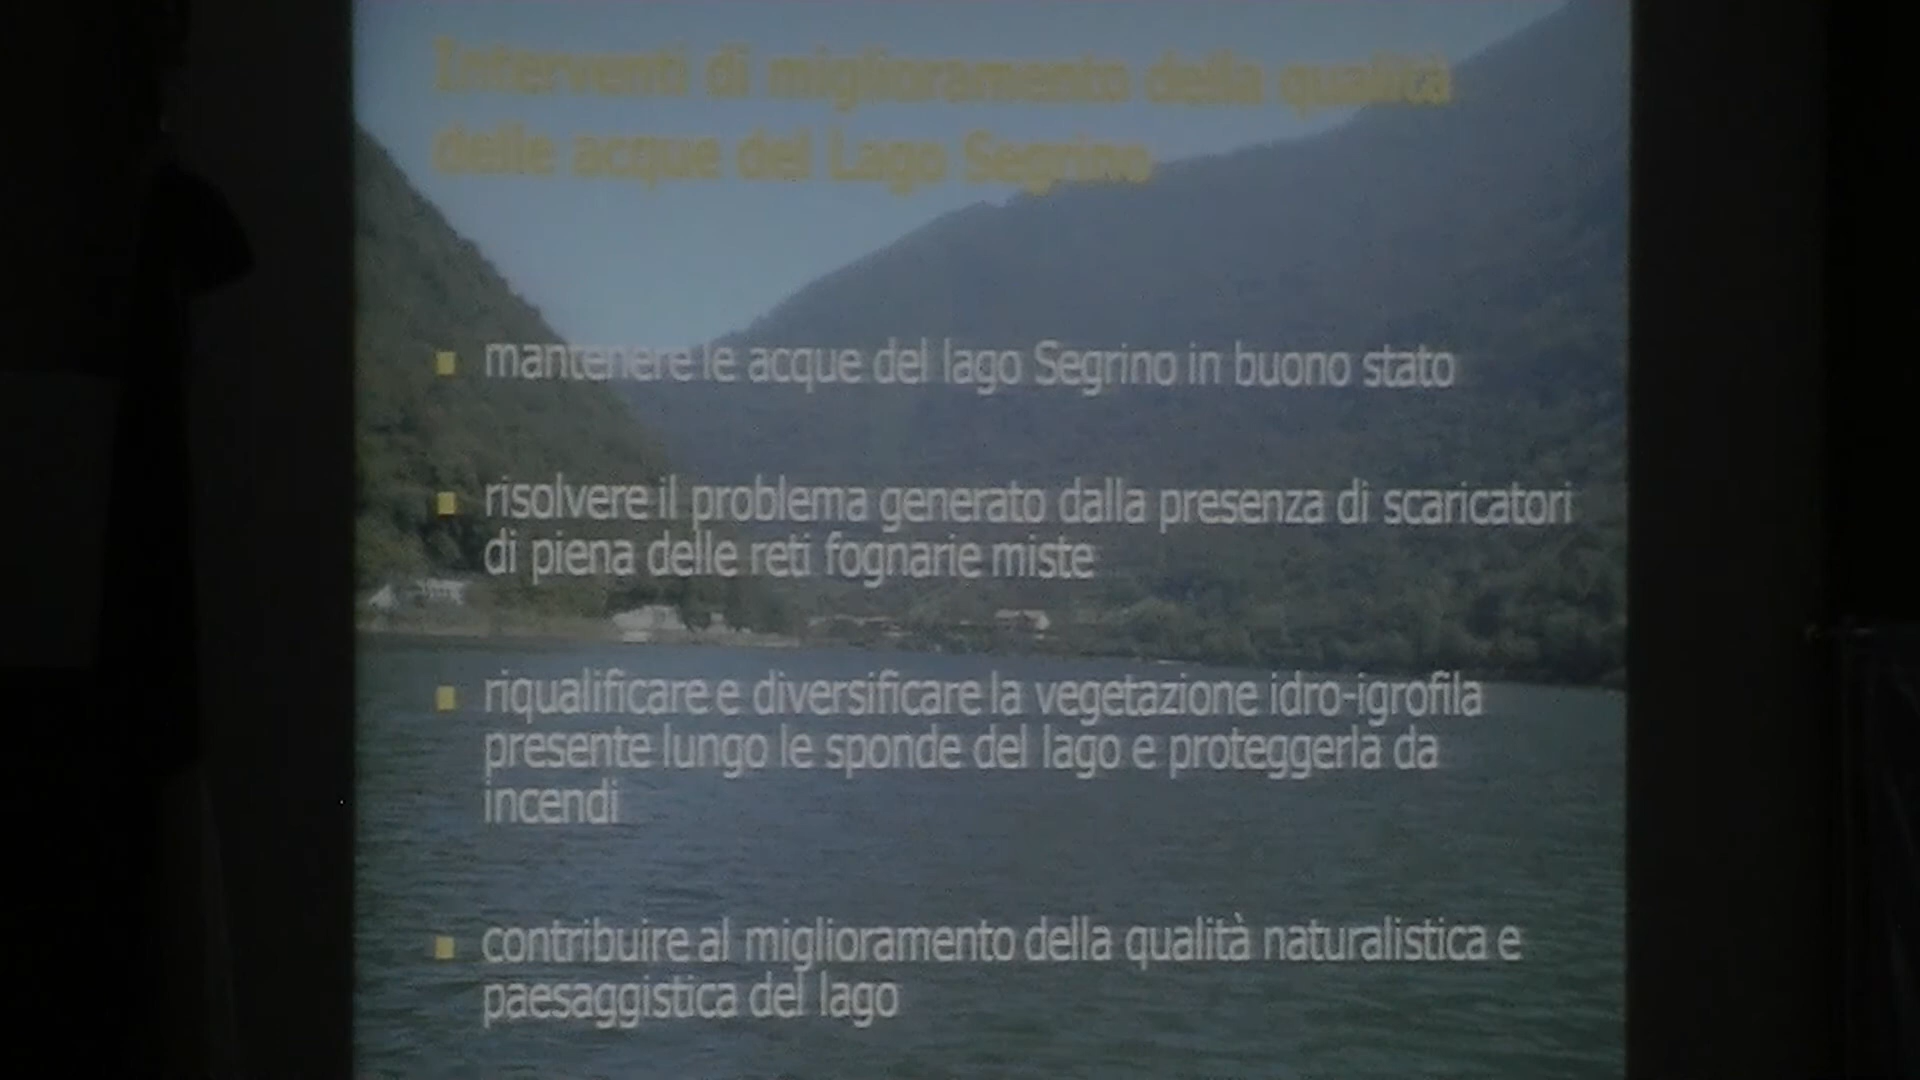 Interventi di miglioramento della qualità
delle acque del Lago Segrino
mantenere le acque del lago Segrino in buono stato
risolvere il problema generato dalla presenza di scaricatori
di piena delle reti fognarie miste
riqualificare e diversificare la vegetazione idro-igrofila
presente lungo le sponde del lago e proteggerla da
incendi
contribuire al miglioramento della qualità naturalistica e
paesaggistica del lago